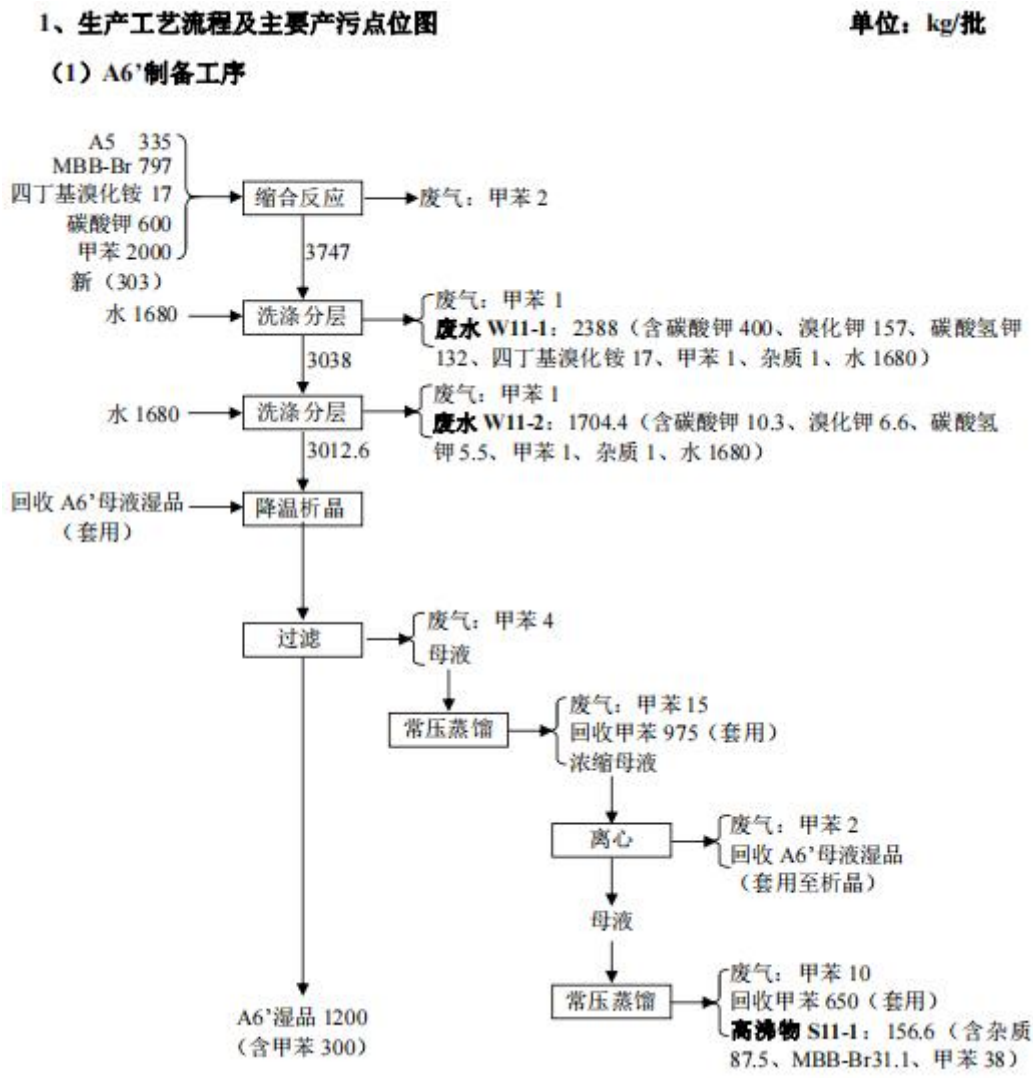 1、生产工艺流程及主要产污点位图 单位：kg/批
（1）A6’制备工序
A5 335
MBB-Br 797
四丁基溴化铵 17
碳酸钾 600
甲苯 2000
新（303）
缩合反应
废气：甲苯 2
3747
水 1680
洗涤分层
废气：甲苯 1
废水 W11-1：2388（含碳酸钾 400、溴化钾 157、碳酸氢钾
132、四丁基溴化铵 17、甲苯 1、杂质 1、水 1680）
3038
水 1680
洗涤分层
废气：甲苯 1
废水 W11-2：1704.4（含碳酸钾 10.3、溴化钾 6.6、碳酸氢
钾 5.5、甲苯 1、杂质 1、水 1680）
3012.6
回收 A6’母液湿品
（套用）
降温析晶
过滤
废气：甲苯 4
母液
常压蒸馏
废气：甲苯 15
回收甲苯 975（套用）
浓缩母液
离心
废气：甲苯 2
回收 A6’母液湿品
（套用至析晶）
母液
常压蒸馏
废气：甲苯 10
回收甲苯 650（套用）
高沸物 S11-1：156.6（含杂质
87.5、MBB-Br31.1、甲苯 38）
A6’湿品 1200
（含甲苯 300）